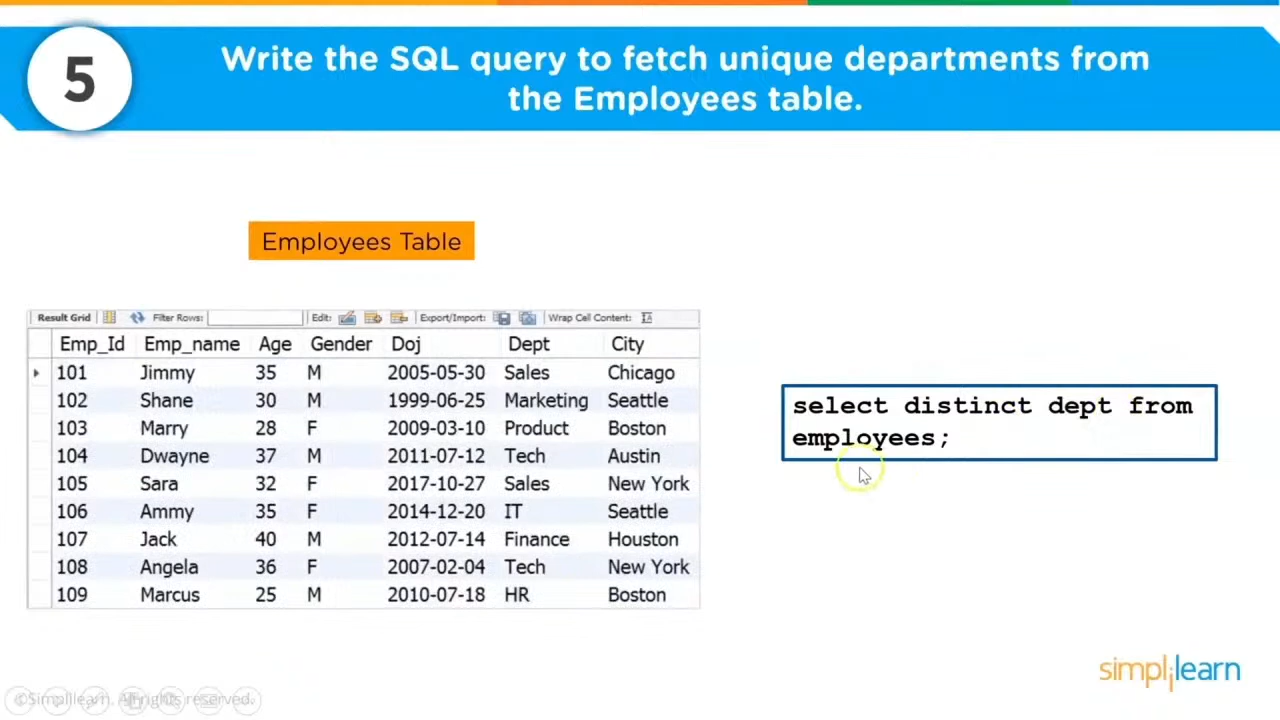 5
Write the SQL query to fetch unique departments from
the Employees table.
Employees Table
Result Grid Filter Rows: Edit: Export/Import: Wrap Cell Content:
Emp_Id Emp_name Age Gender Doj Dept City
101 Jimmy 35 M 2005-05-30 Sales Chicago
102 Shane 30 M 1999-06-25 Marketing Seattle
103 Marry 28 F 2009-03-10 Product Boston
104 Dwayne 37 M 2011-07-12 Tech Austin
105 Sara 32 F 2017-10-27 Sales New York
106 Ammy 35 F 2014-12-20 IT Seattle
107 Jack 40 M 2012-07-14 Finance Houston
108 Angela 36 F 2007-02-04 Tech New York
109 Marcus 25 M 2010-07-18 HR Boston
select distinct dept from
employees;
simplilearn
©Simplilearn. All rights reserved.